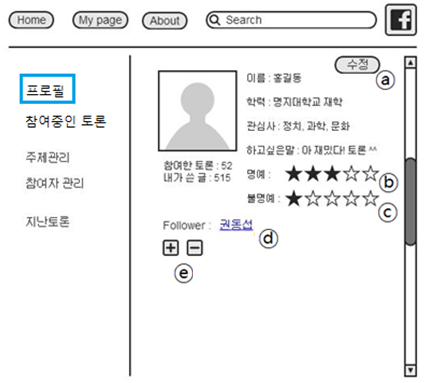 Home My page About Search f
수정
ⓐ
프로필
참여중인 토론
주제관리
참여자 관리
지난토론
이름 : 홍길동
학력 : 명지대학교 재학
관심사 : 정치, 과학, 문화
하고싶은말 : 아 재밌다! 토론 ^^
참여한 토론 : 52
내가 쓴 글 : 515
명예 : ★★★☆☆ ⓑ
불명예 : ★☆☆☆☆ ⓒ
Follower : 권동섭 ⓓ
+ −
ⓔ